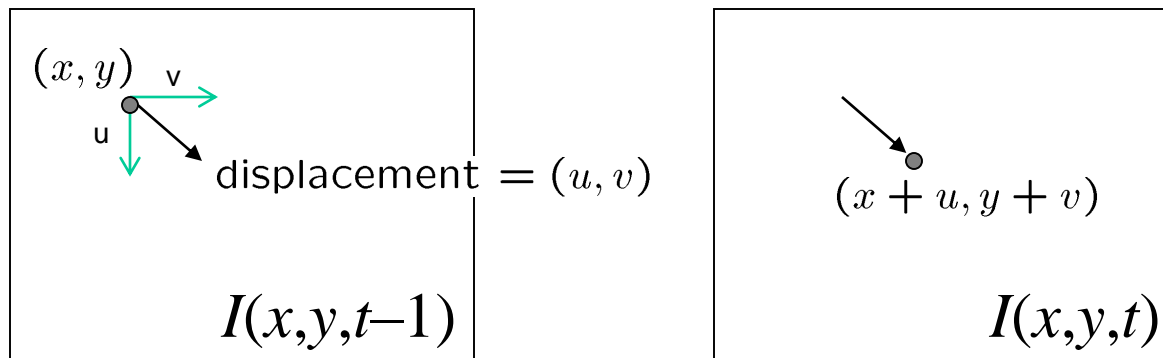 (x, y)
v
u
displacement = (u, v)
I(x,y,t–1)
(x + u, y + v)
I(x,y,t)